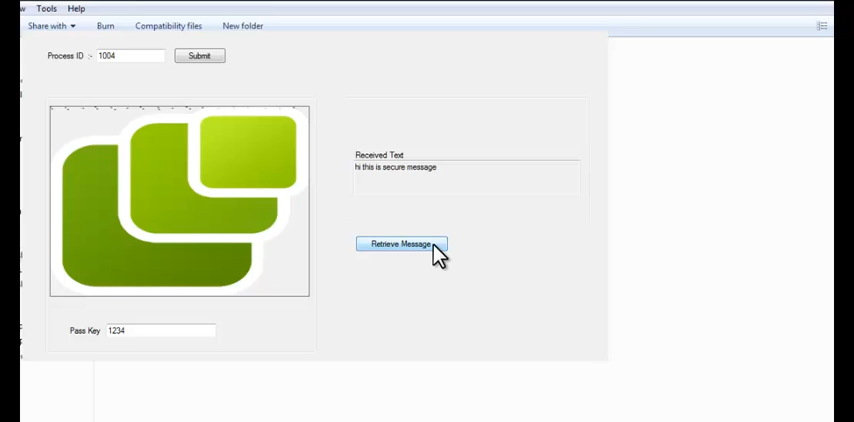 Tools Help
Share with Burn Compatibility files New folder
Process ID :- 1004 Submit
Received Text
hi this is secure message
Retrieve Message
Pass Key 1234